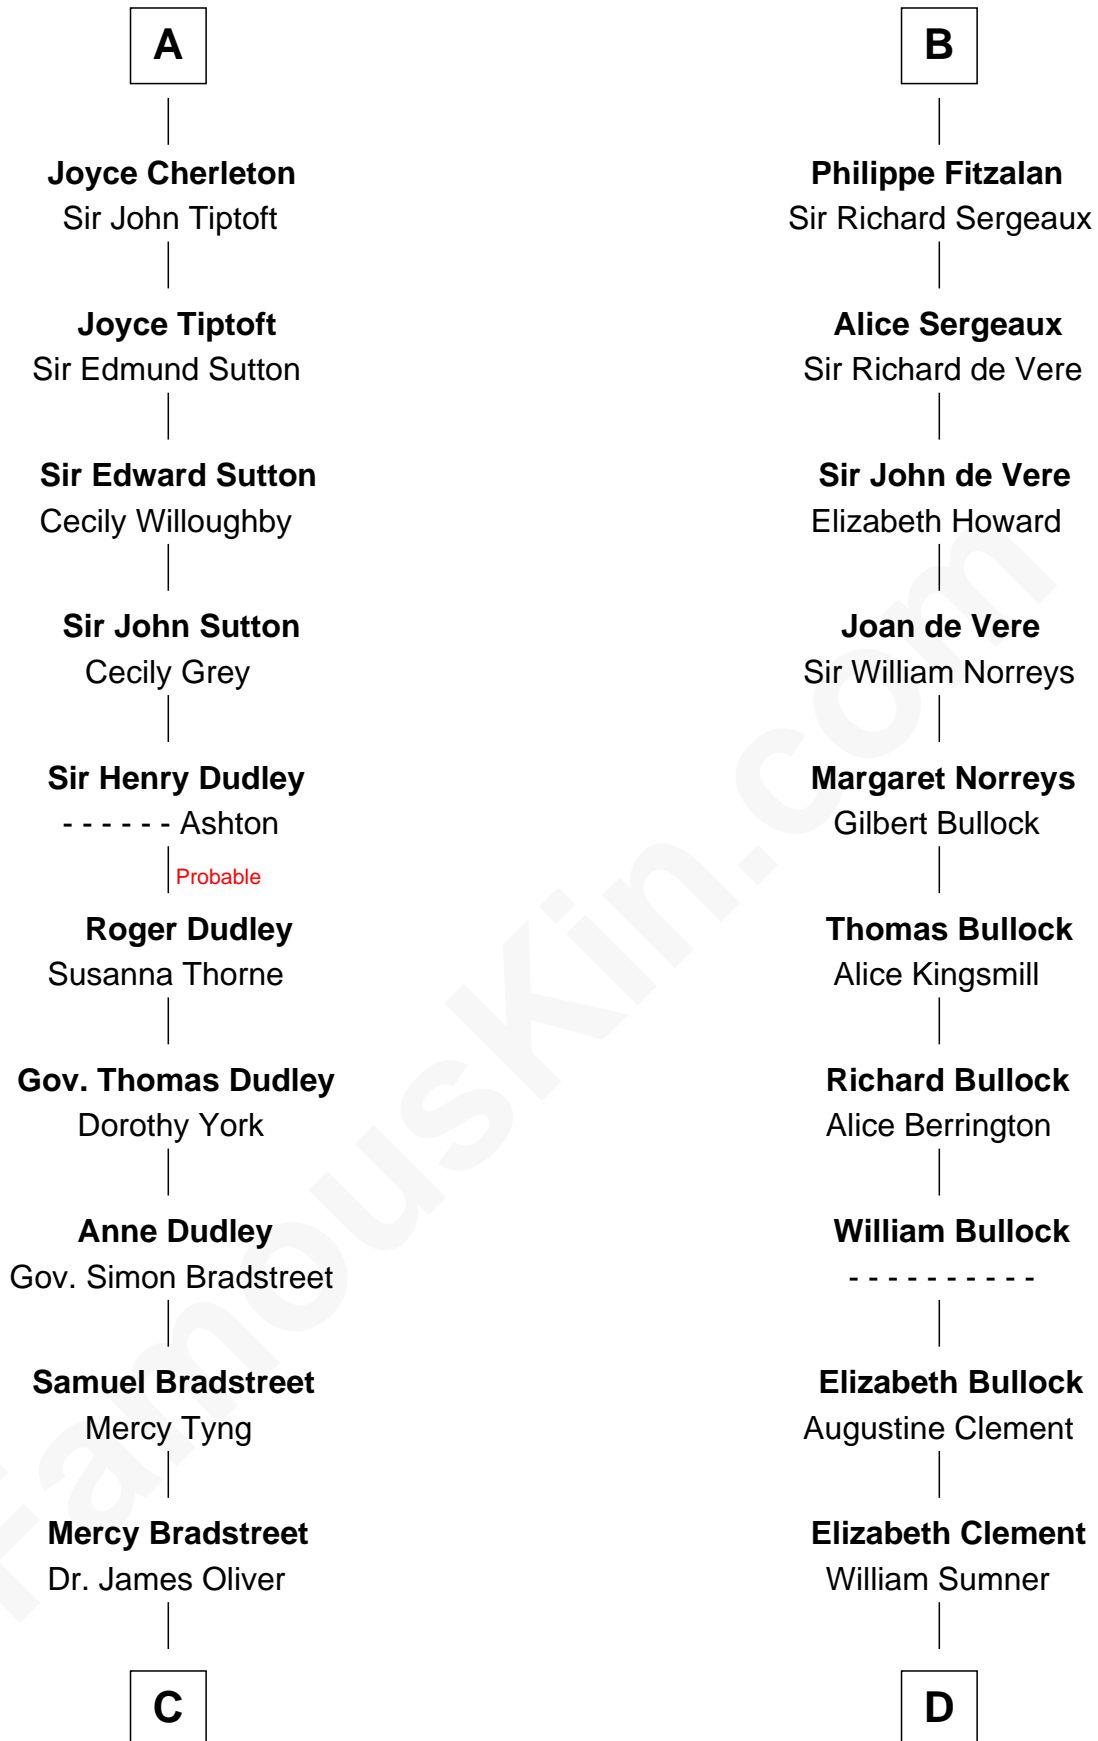 A
Joyce Cherleton
Sir John Tiptoft
Joyce Tiptoft
Sir Edmund Sutton
Sir Edward Sutton
Cecily Willoughby
Sir John Sutton
Cecily Grey
Sir Henry Dudley
- - - - - - Ashton
Probable
Roger Dudley
Susanna Thorne
Gov. Thomas Dudley
Dorothy York
Anne Dudley
Gov. Simon Bradstreet
Samuel Bradstreet
Mercy Tyng
Mercy Bradstreet
Dr. James Oliver
C
B
Philippe Fitzalan
Sir Richard Sergeaux
Alice Sergeaux
Sir Richard de Vere
Sir John de Vere
Elizabeth Howard
Joan de Vere
Sir William Norreys
Margaret Norreys
Gilbert Bullock
Thomas Bullock
Alice Kingsmill
Richard Bullock
Alice Berrington
William Bullock
- - - - - - - - - -
Elizabeth Bullock
Augustine Clement
Elizabeth Clement
William Sumner
D
FamousKin.com